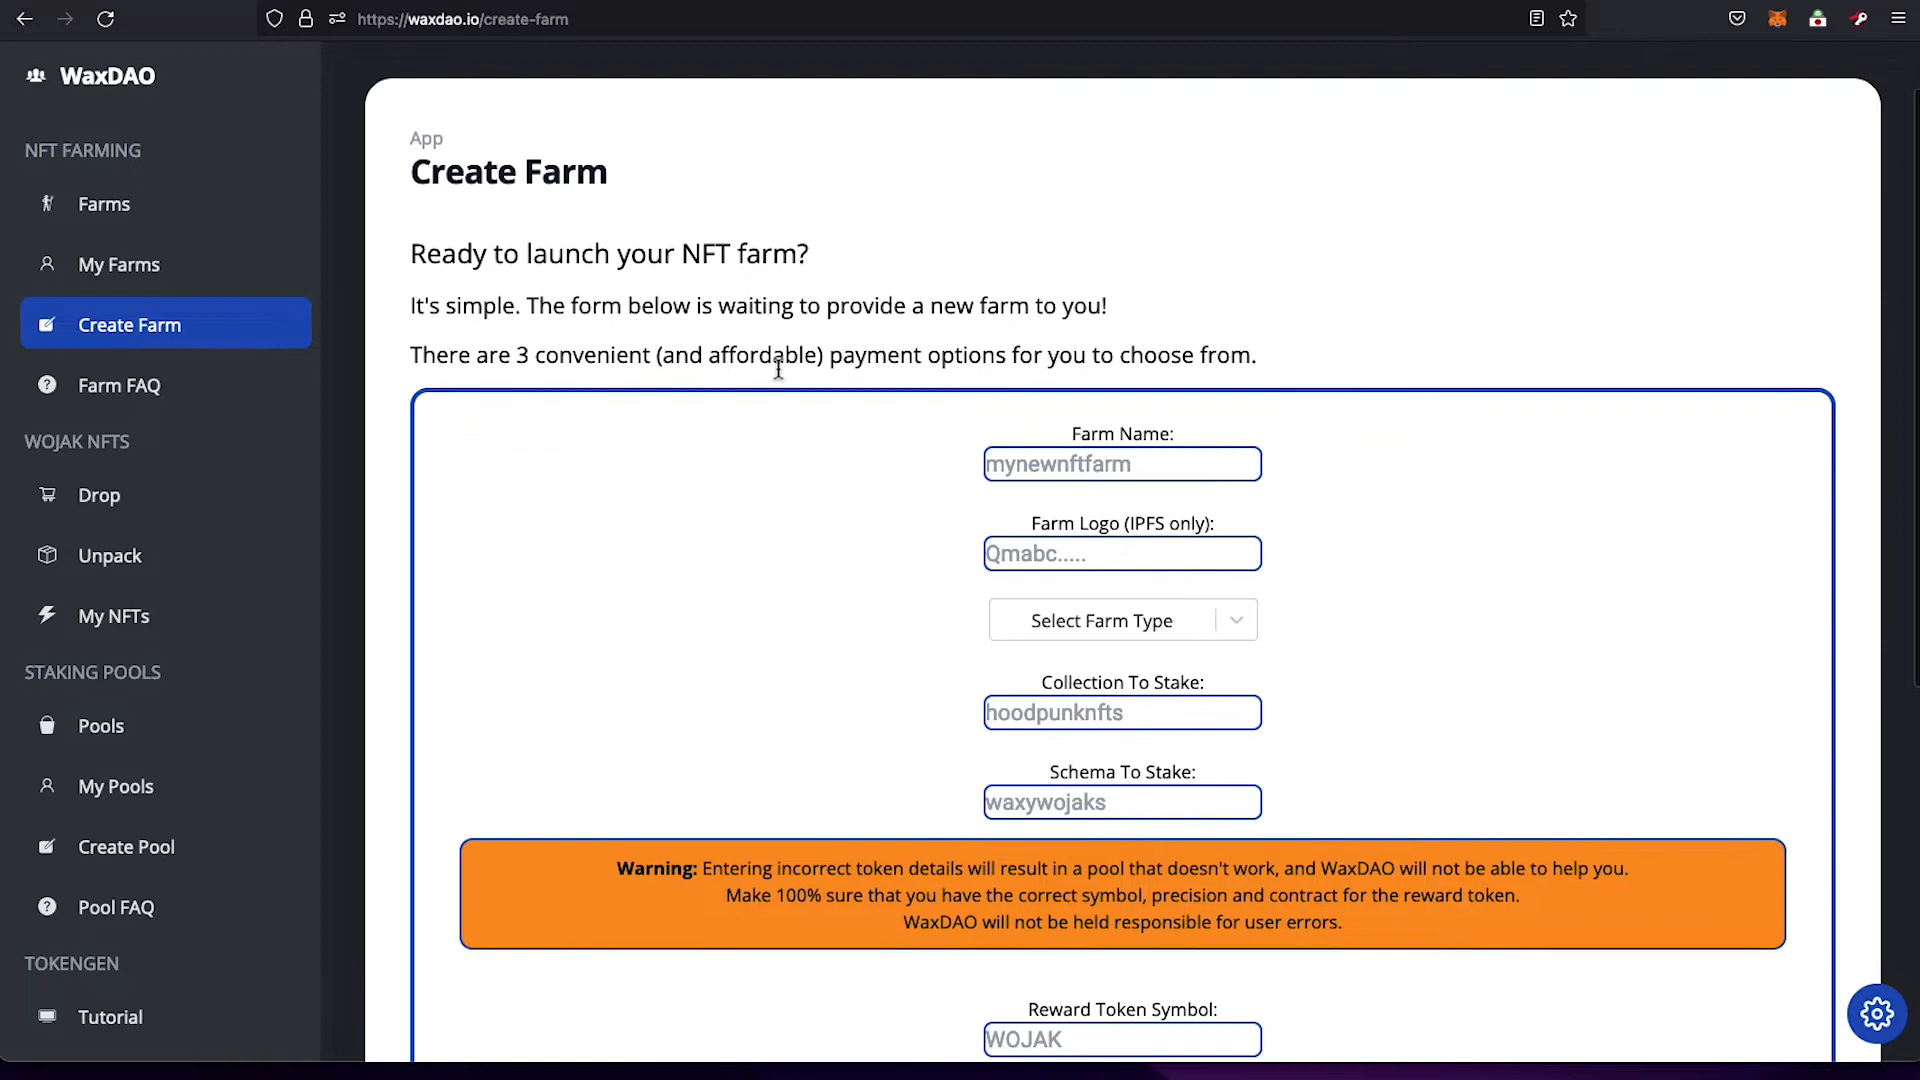 https://waxdao.io/create-farm
WaxDAO
NFT FARMING
Farms
My Farms
Create Farm
Farm FAQ
WOJAK NFTS
Drop
Unpack
My NFTs
STAKING POOLS
Pools
My Pools
Create Pool
Pool FAQ
TOKENGEN
Tutorial
App
Create Farm
Ready to launch your NFT farm?
It's simple. The form below is waiting to provide a new farm to you!
There are 3 convenient (and affordable) payment options for you to choose from.
Farm Name:
mynewnftfarm
Farm Logo (IPFS only):
Qmabc.....
Select Farm Type
Collection To Stake:
hoodpunknfts
Schema To Stake:
waxywojaks
Warning: Entering incorrect token details will result in a pool that doesn't work, and WaxDAO will not be able to help you.
Make 100% sure that you have the correct symbol, precision and contract for the reward token.
WaxDAO will not be held responsible for user errors.
Reward Token Symbol:
WOJAK